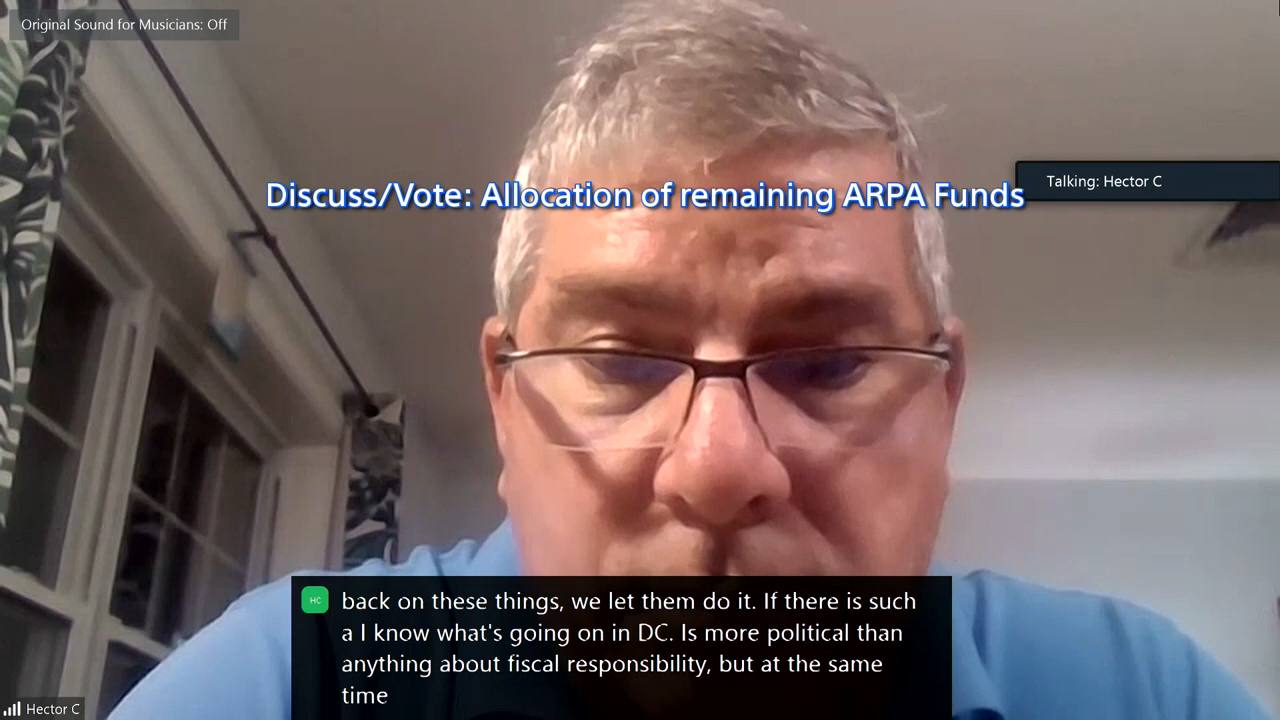 Original Sound for Musicians: Off
Talking: Hector C
Discuss/Vote: Allocation of remaining ARPA Funds
HC
back on these things, we let them do it. If there is such
a I know what's going on in DC. Is more political than
anything about fiscal responsibility, but at the same
time
Hector C